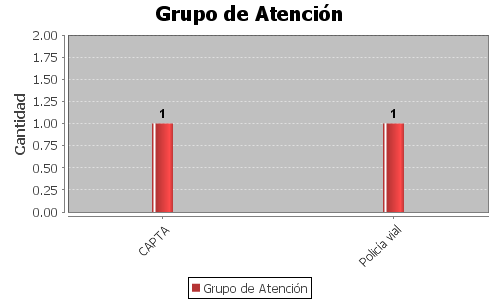 Grupo de Atención
Cantidad
2.00
1.75
1.50
1.25
1.00
0.75
0.50
0.25
0.00
1
1
CAPTA
Policía vial
Grupo de Atención